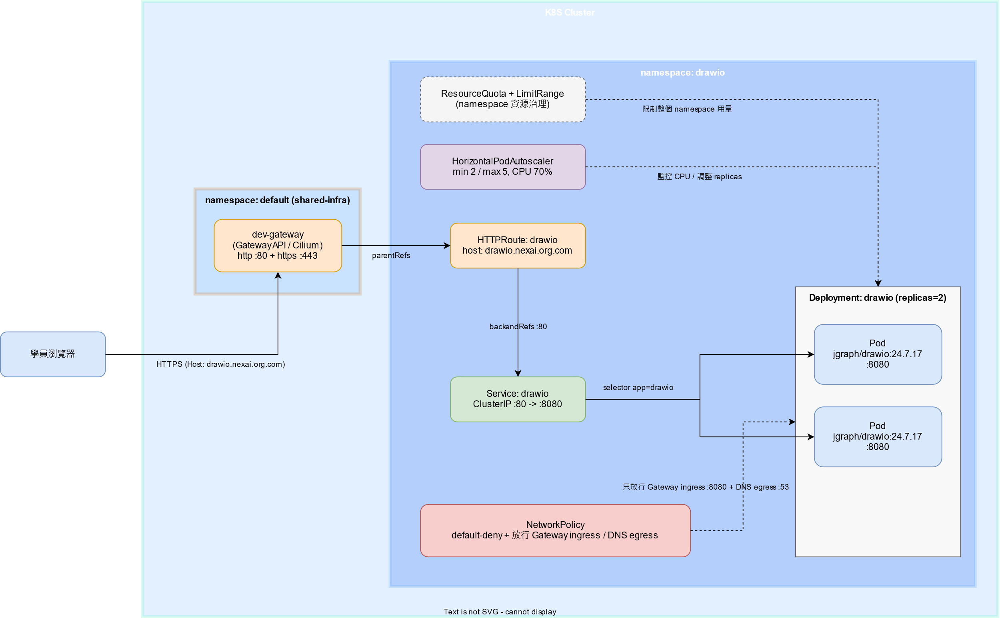 K8S Cluster
namespace: drawio
ResourceQuota + LimitRange
(namespace 資源治理)
限制整個 namespace 用量
HorizontalPodAutoscaler
min 2 / max 5, CPU 70%
監控 CPU / 調整 replicas
namespace: default (shared-infra)
dev-gateway
(Gateway API / Cilium)
http :80 + https :443
parentRefs
HTTPRoute: drawio
host: drawio.nexai.org.com
backendRefs :80
學員瀏覽器
HTTPS (Host: drawio.nexai.org.com)
Service: drawio
ClusterIP :80 -> :8080
selector app=drawio
Deployment: drawio (replicas=2)
Pod
jgraph/drawio:24.7.17
:8080
Pod
jgraph/drawio:24.7.17
:8080
只放行 Gateway ingress :8080 + DNS egress :53
NetworkPolicy
default-deny + 放行 Gateway ingress / DNS egress
Text is not SVG - cannot display